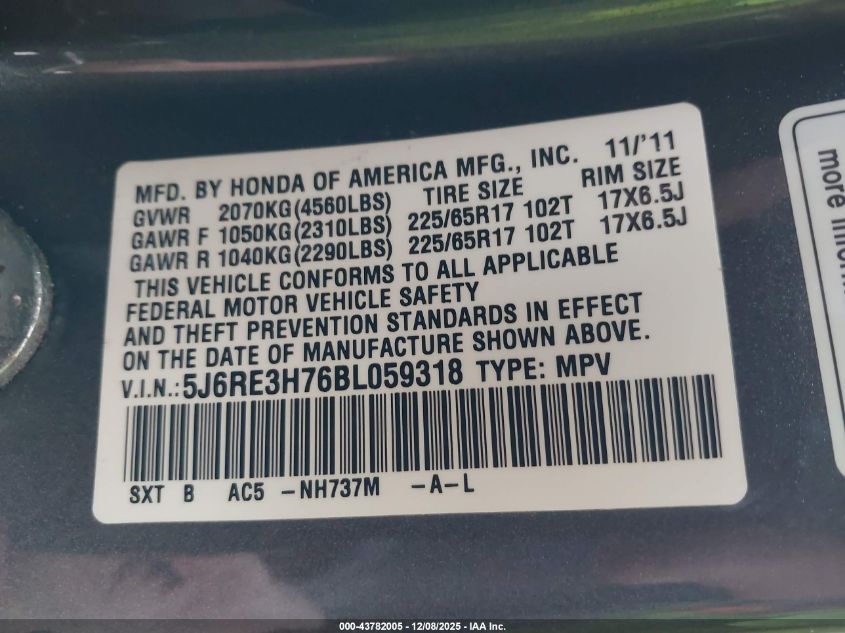 MFD. BY HONDA OF AMERICA MFG., INC. 11/'11
GVWR 2070KG(4560LBS) TIRE SIZE RIM SIZE
GAWR F 1050KG(2310LBS) 225/65R17 102T 17X6.5J
GAWR R 1040KG(2290LBS) 225/65R17 102T 17X6.5J
THIS VEHICLE CONFORMS TO ALL APPLICABLE
FEDERAL MOTOR VEHICLE SAFETY
AND THEFT PREVENTION STANDARDS IN EFFECT
ON THE DATE OF MANUFACTURE SHOWN ABOVE.
V.I.N.:5J6RE3H76BL059318 TYPE: MPV
SXT B AC5 -NH737M -A-L
more
000-43782005 - 12/08/2025 - IAA Inc.